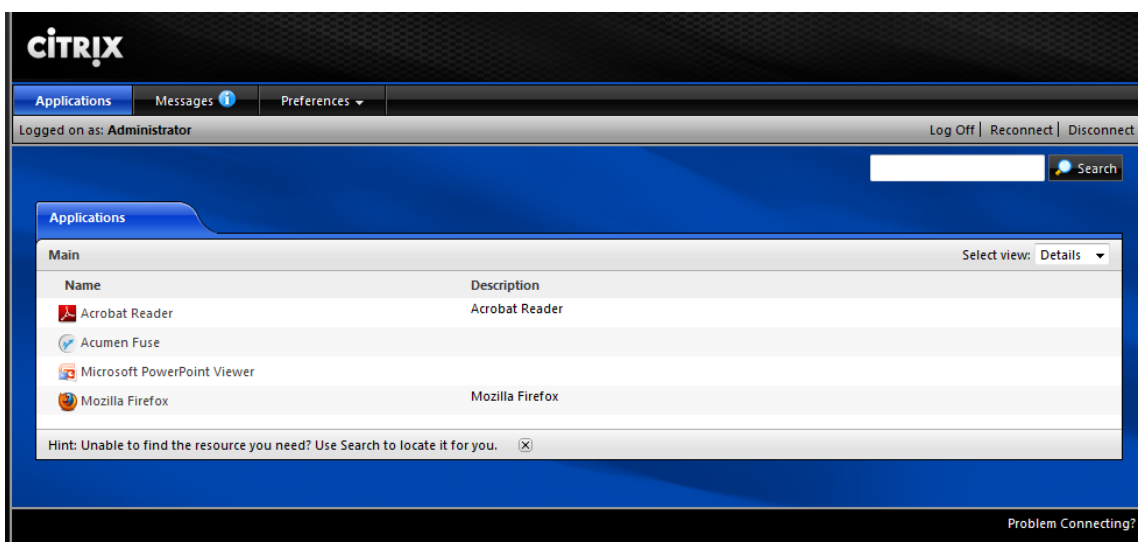 CİTRIX
Applications Messages Preferences
Logged on as: Administrator Log Off | Reconnect | Disconnect
Search
Applications
Main Select view: Details
Name Description
Acrobat Reader Acrobat Reader
Acumen Fuse
Microsoft PowerPoint Viewer
Mozilla Firefox Mozilla Firefox
Hint: Unable to find the resource you need? Use Search to locate it for you.
Problem Connecting?